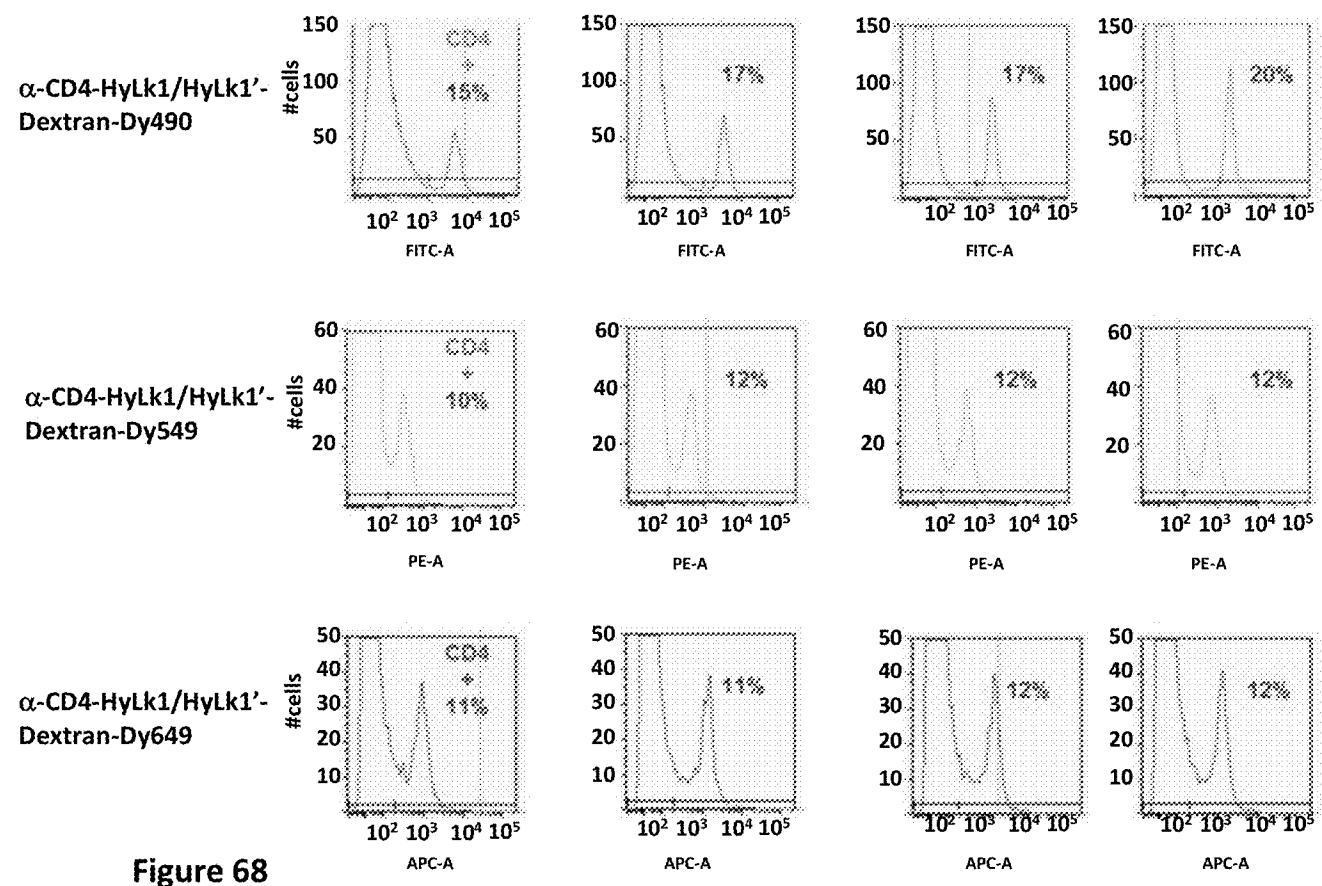 α-CD4-HyLk1/HyLk1'-
Dextran-Dy490
#cells
150
100
50
CD4
+
15%
10² 10³ 10⁴ 10⁵
FITC-A
150
100
50
17%
10² 10³ 10⁴ 10⁵
FITC-A
150
100
50
17%
10² 10³ 10⁴ 10⁵
FITC-A
150
100
50
20%
10² 10³ 10⁴ 10⁵
FITC-A
α-CD4-HyLk1/HyLk1'-
Dextran-Dy549
#cells
60
40
20
CD4
+
10%
10² 10³ 10⁴ 10⁵
PE-A
60
40
20
12%
10² 10³ 10⁴ 10⁵
PE-A
60
40
20
12%
10² 10³ 10⁴ 10⁵
PE-A
60
40
20
12%
10² 10³ 10⁴ 10⁵
PE-A
α-CD4-HyLk1/HyLk1'-
Dextran-Dy649
#cells
50
40
30
20
10
CD4
+
11%
10² 10³ 10⁴ 10⁵
APC-A
50
40
30
20
10
11%
10² 10³ 10⁴ 10⁵
APC-A
50
40
30
20
10
12%
10² 10³ 10⁴ 10⁵
APC-A
50
40
30
20
10
12%
10² 10³ 10⁴ 10⁵
APC-A
Figure 68